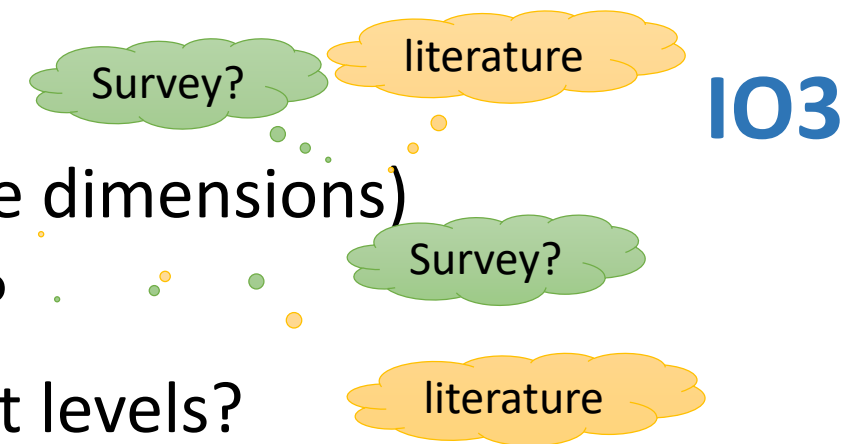 literature
Survey?
IO3
e dimensions)
Survey?
?
literature
t levels?